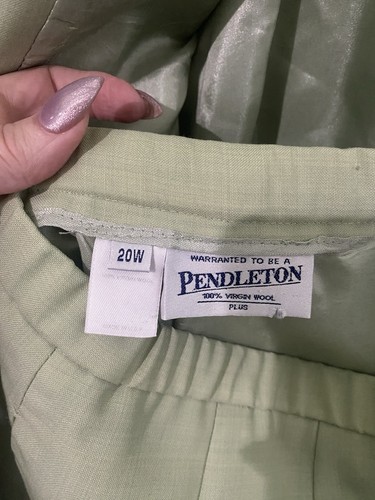 20W
WARRANTED TO BE A
PENDLETON
100% VIRGIN WOOL
PLUS